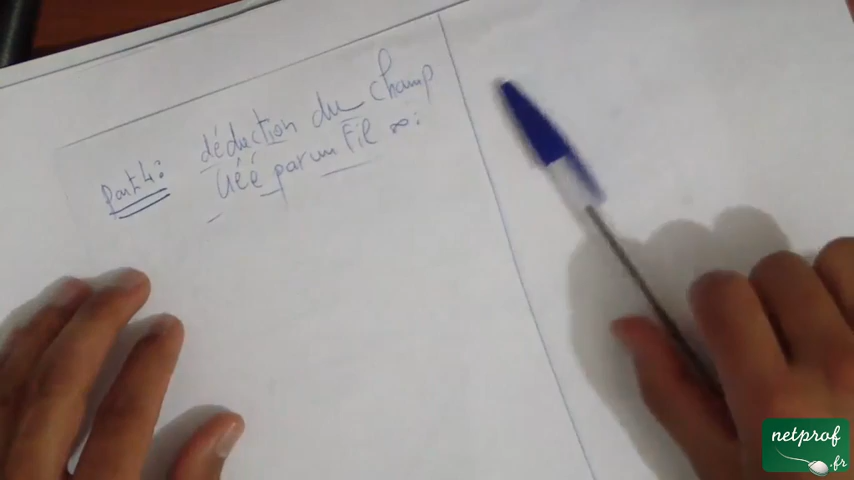 Part 4: déduction du champ
créé par un fil ∞:
netprof
.fr